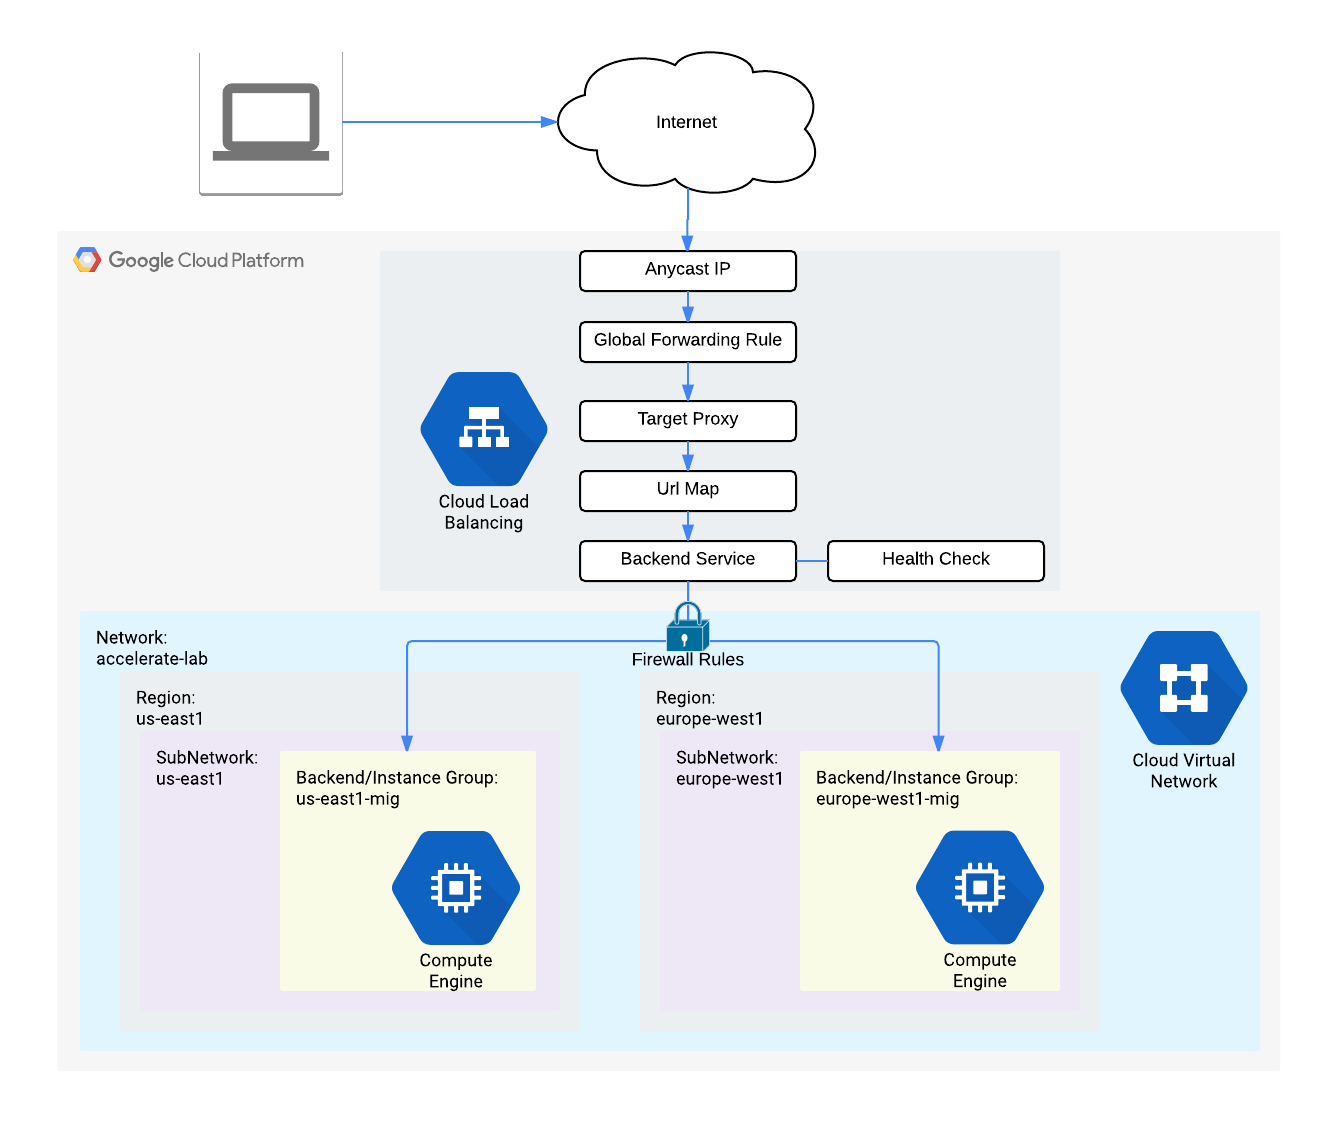 Internet
Google Cloud Platform
Anycast IP
Global Forwarding Rule
Target Proxy
Url Map
Cloud Load
Balancing
Backend Service
Health Check
Network:
accelerate-lab
Firewall Rules
Region:
us-east1
Region:
europe-west1
SubNetwork:
us-east1
Backend/Instance Group:
us-east1-mig
SubNetwork:
europe-west1
Backend/Instance Group:
europe-west1-mig
Cloud Virtual
Network
Compute
Engine
Compute
Engine